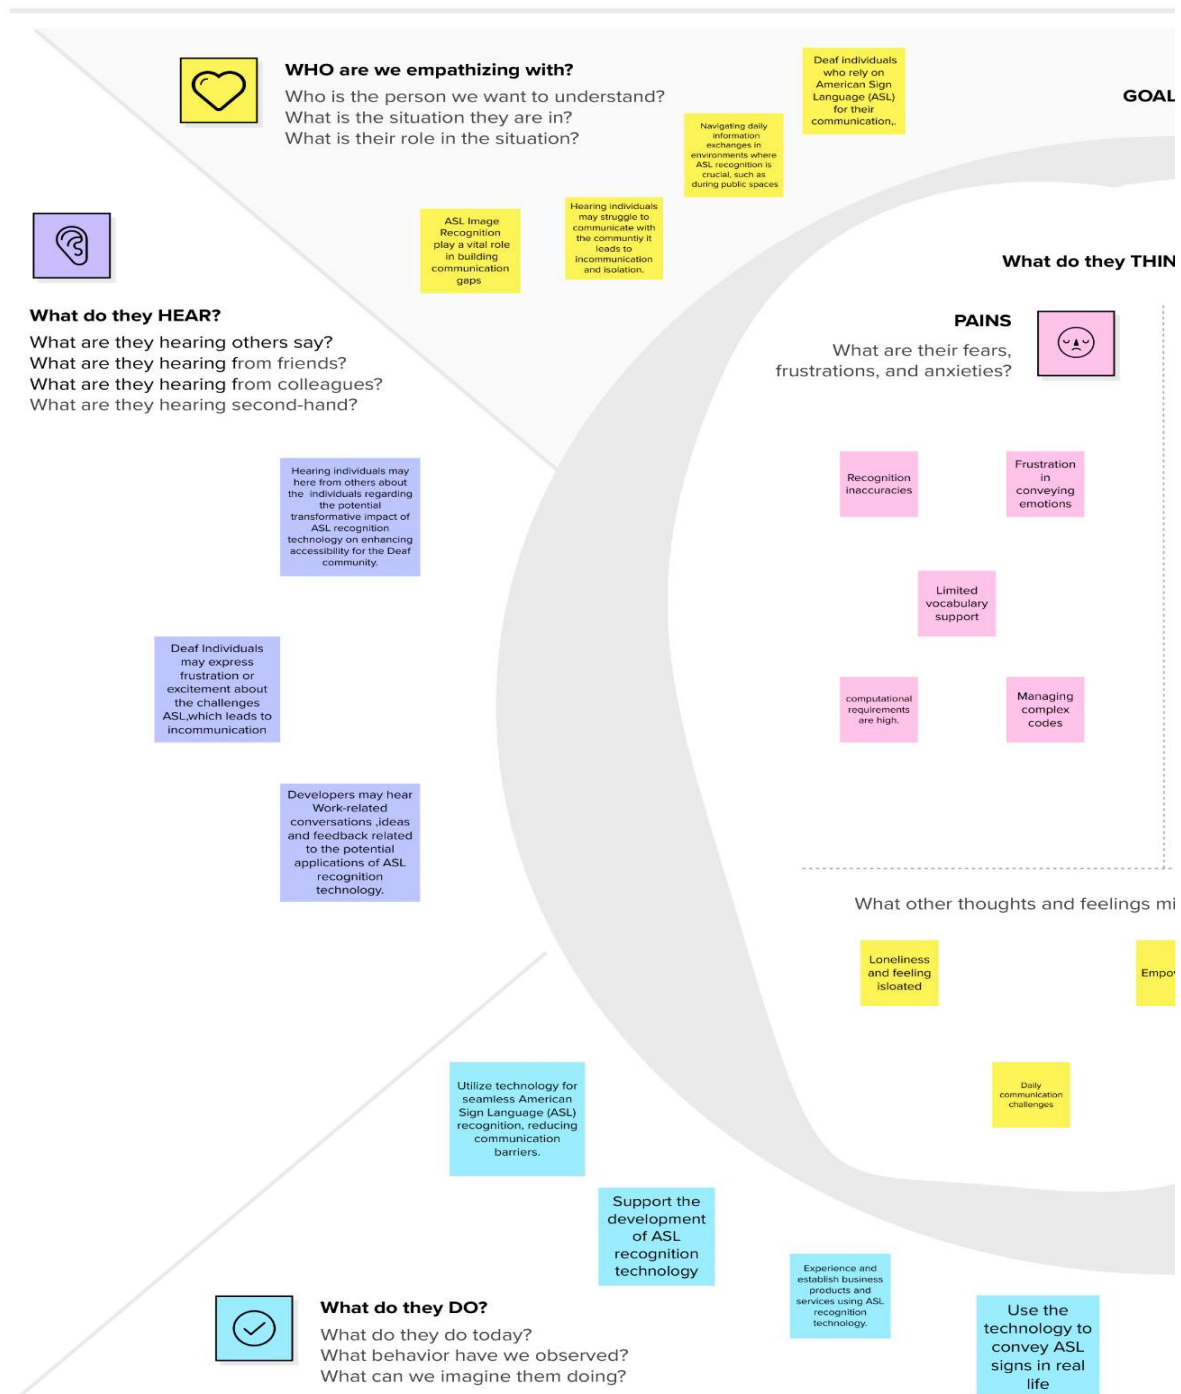 WHO are we empathizing with?
Who is the person we want to understand?
What is the situation they are in?
What is their role in the situation?
Deaf individuals
who rely on
American Sign
Language (ASL)
for their
communication,.
GOAL
Navigating daily
information
exchanges in
environments where
ASL recognition is
crucial, such as
during public spaces
Hearing individuals
may struggle to
communicate with
the communtiy it
leads to
incommunication
and isolation.
ASL Image
Recognition
play a vital role
in building
communication
gaps
What do they HEAR?
What are they hearing others say?
What are they hearing from friends?
What are they hearing from colleagues?
What are they hearing second-hand?
Hearing individuals may
here from others about
the individuals regarding
the potential
transformative impact of
ASL recognition
technology on enhancing
accessibility for the Deaf
community.
Deaf Individuals
may express
frustration or
excitement about
the challenges
ASL,which leads to
incommunication
Developers may hear
Work-related
conversations ,ideas
and feedback related
to the potential
applications of ASL
recognition
technology.
What do they THIN
PAINS
What are their fears,
frustrations, and anxieties?
Recognition
inaccuracies
Frustration
in
conveying
emotions
Limited
vocabulary
support
computational
requirements
are high.
Managing
complex
codes
What other thoughts and feelings mi
Loneliness
and feeling
isloated
Empov
Daily
communication
challenges
Utilize technology for
seamless American
Sign Language (ASL)
recognition, reducing
communication
barriers.
Support the
development
of ASL
recognition
technology
Experience and
establish business
products and
services using ASL
recognition
technology.
Use the
technology to
convey ASL
signs in real
life
What do they DO?
What do they do today?
What behavior have we observed?
What can we imagine them doing?